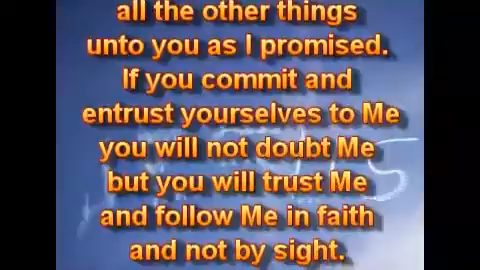 all the other things
unto you as I promised.
If you commit and
entrust yourselves to Me
you will not doubt Me
but you will trust Me
and follow Me in faith
and not by sight.